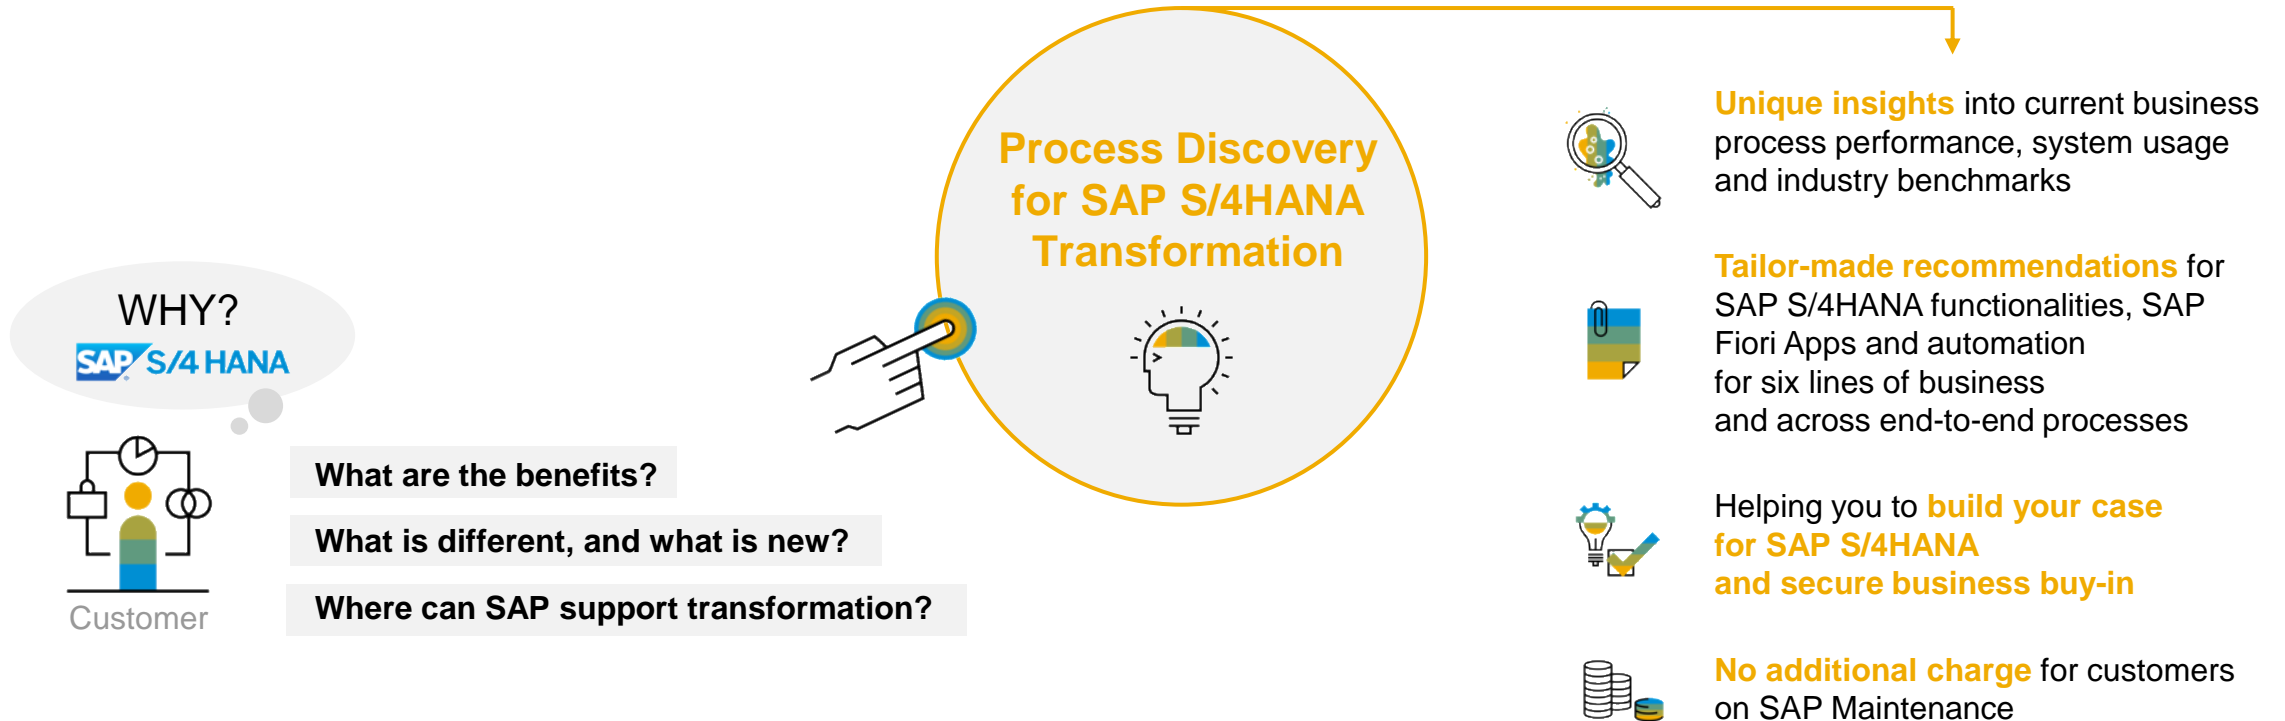 WHY?
SAP S/4 HANA
Customer
What are the benefits?
What is different, and what is new?
Where can SAP support transformation?
Process Discovery
for SAP S/4HANA
Transformation
Unique insights into current business
process performance, system usage
and industry benchmarks
Tailor-made recommendations for
SAP S/4HANA functionalities, SAP
Fiori Apps and automation
for six lines of business
and across end-to-end processes
Helping you to build your case
for SAP S/4HANA
and secure business buy-in
No additional charge for customers
on SAP Maintenance